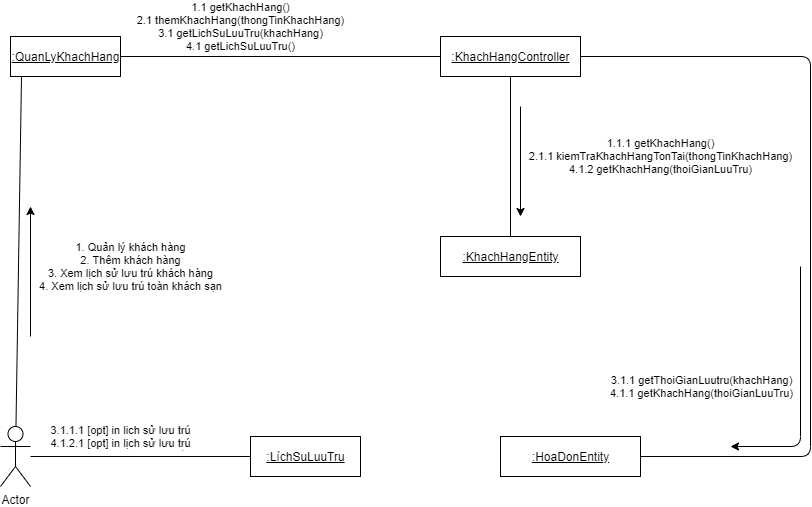 1.1 getKhachHang()
2.1 themKhachHang(thongTinKhachHang)
3.1 getLichSuLuuTru(khachHang)
4.1 getLichSuLuuTru()
:QuanLyKhachHang
:KhachHangController
1.1.1 getKhachHang()
2.1.1 kiemTraKhachHangTonTai(thongTinKhachHang)
4.1.2 getKhachHang(thoiGianLuuTru)
1. Quản lý khách hàng
2. Thêm khách hàng
3. Xem lịch sử lưu trú khách hàng
4. Xem lịch sử lưu trú toàn khách sạn
:KhachHangEntity
3.1.1 getThoiGianLuutru(khachHang)
4.1.1 getKhachHang(thoiGianLuuTru)
3.1.1.1 [opt] in lich sử lưu trú
4.1.2.1 [opt] in lịch sử lưu trú
:LíchSuLuuTru
:HoaDonEntity
Actor